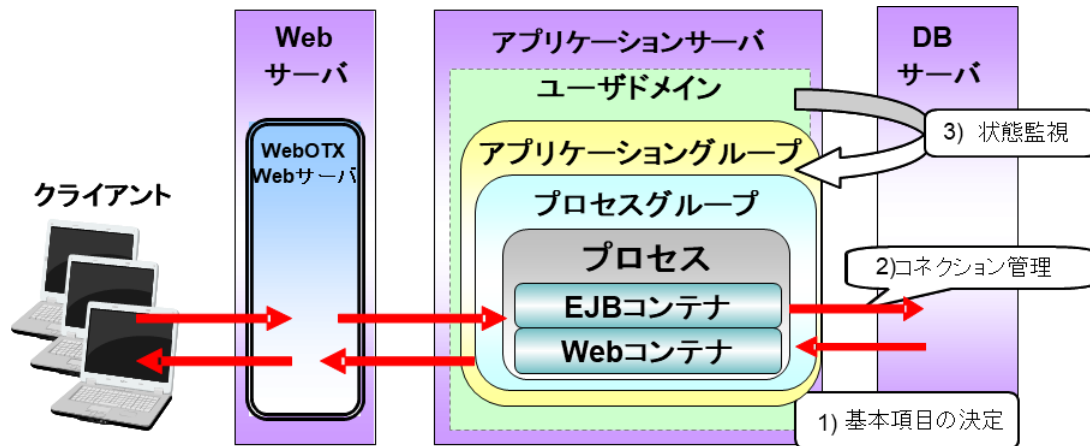 Web
サーバ
アプリケーションサーバ
DB
サーバ
ユーザドメイン
3) 状態監視
WebOTX
Webサーバ
アプリケーショングループ
クライアント
プロセスグループ
プロセス
2)コネクション管理
EJBコンテナ
Webコンテナ
1) 基本項目の決定